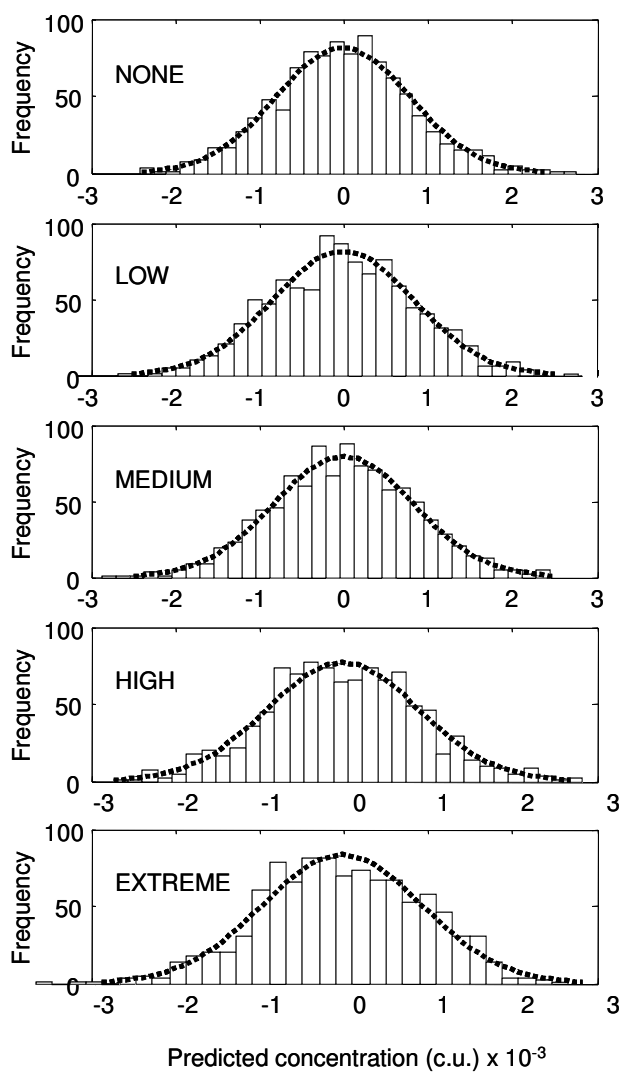 100
NONE
Frequency
50
0
-3 -2 -1 0 1 2 3
100
LOW
Frequency
50
0
-3 -2 -1 0 1 2 3
100
MEDIUM
Frequency
50
0
-3 -2 -1 0 1 2 3
100
HIGH
Frequency
50
0
-3 -2 -1 0 1 2 3
100
EXTREME
Frequency
50
0
-3 -2 -1 0 1 2 3
Predicted concentration (c.u.) x 10⁻³